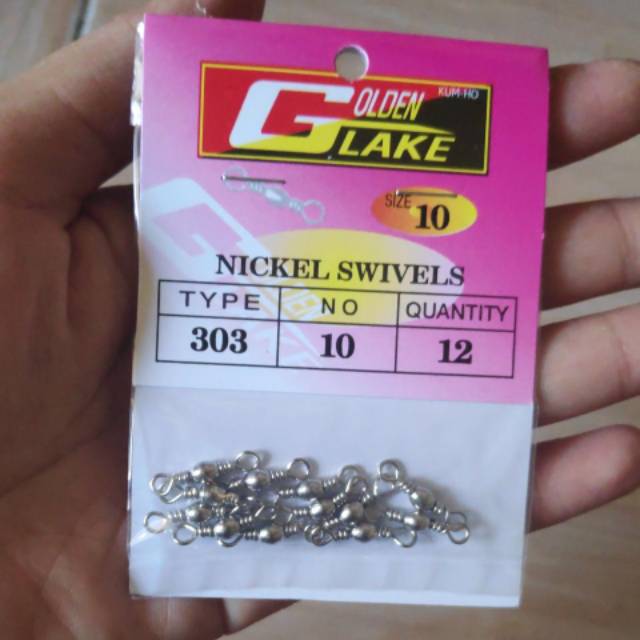 KUM-HO
GOLDEN
LAKE
SIZE 10
NICKEL SWIVELS
TYPE NO QUANTITY
303 10 12